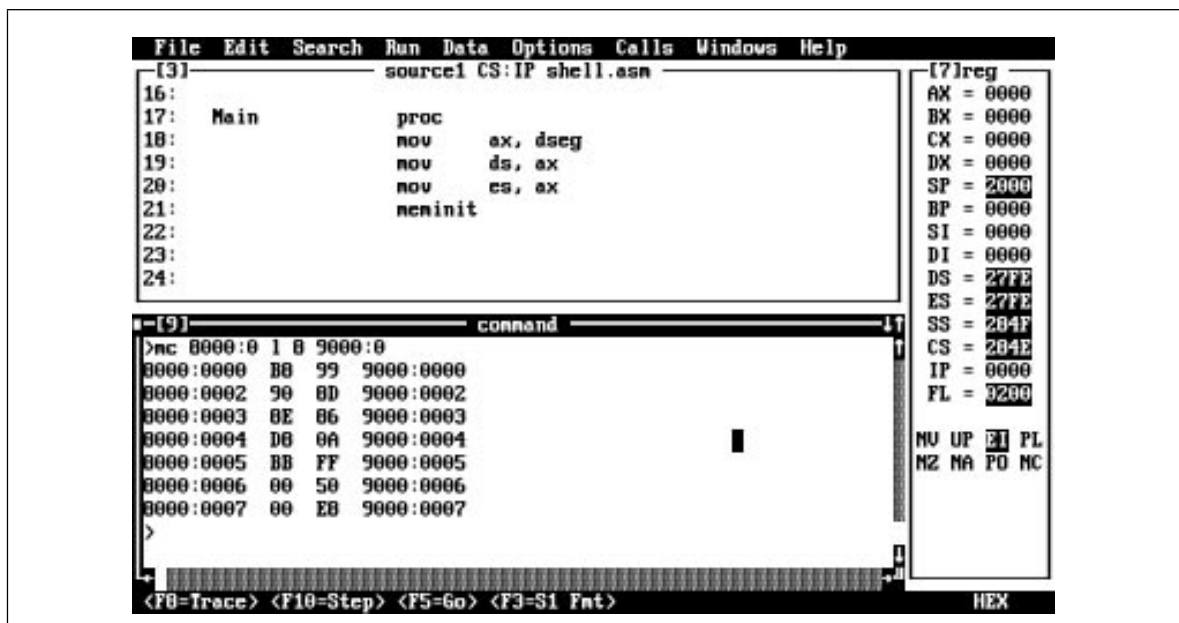 File Edit Search Run Data Options Calls Windows Help
[3] source1 CS:IP shell.asm
16:
17: Main proc
18: mov ax, dseg
19: mov ds, ax
20: mov es, ax
21: meminit
22:
23:
24:
[9] command
>mc 8000:0 l 8 9000:0
8000:0000 B8 99 9000:0000
8000:0002 90 8D 9000:0002
8000:0003 8E 86 9000:0003
8000:0004 D8 0A 9000:0004
8000:0005 BB FF 9000:0005
8000:0006 00 50 9000:0006
8000:0007 00 E8 9000:0007
>
[7]reg
AX = 0000
BX = 0000
CX = 0000
DX = 0000
SP = 2000
BP = 0000
SI = 0000
DI = 0000
DS = 27FE
ES = 27FE
SS = 284F
CS = 284E
IP = 0000
FL = 0200
NV UP EI PL
NZ NA PO NC
<F8=Trace> <F10=Step> <F5=Go> <F3=S1 Fmt> HEX